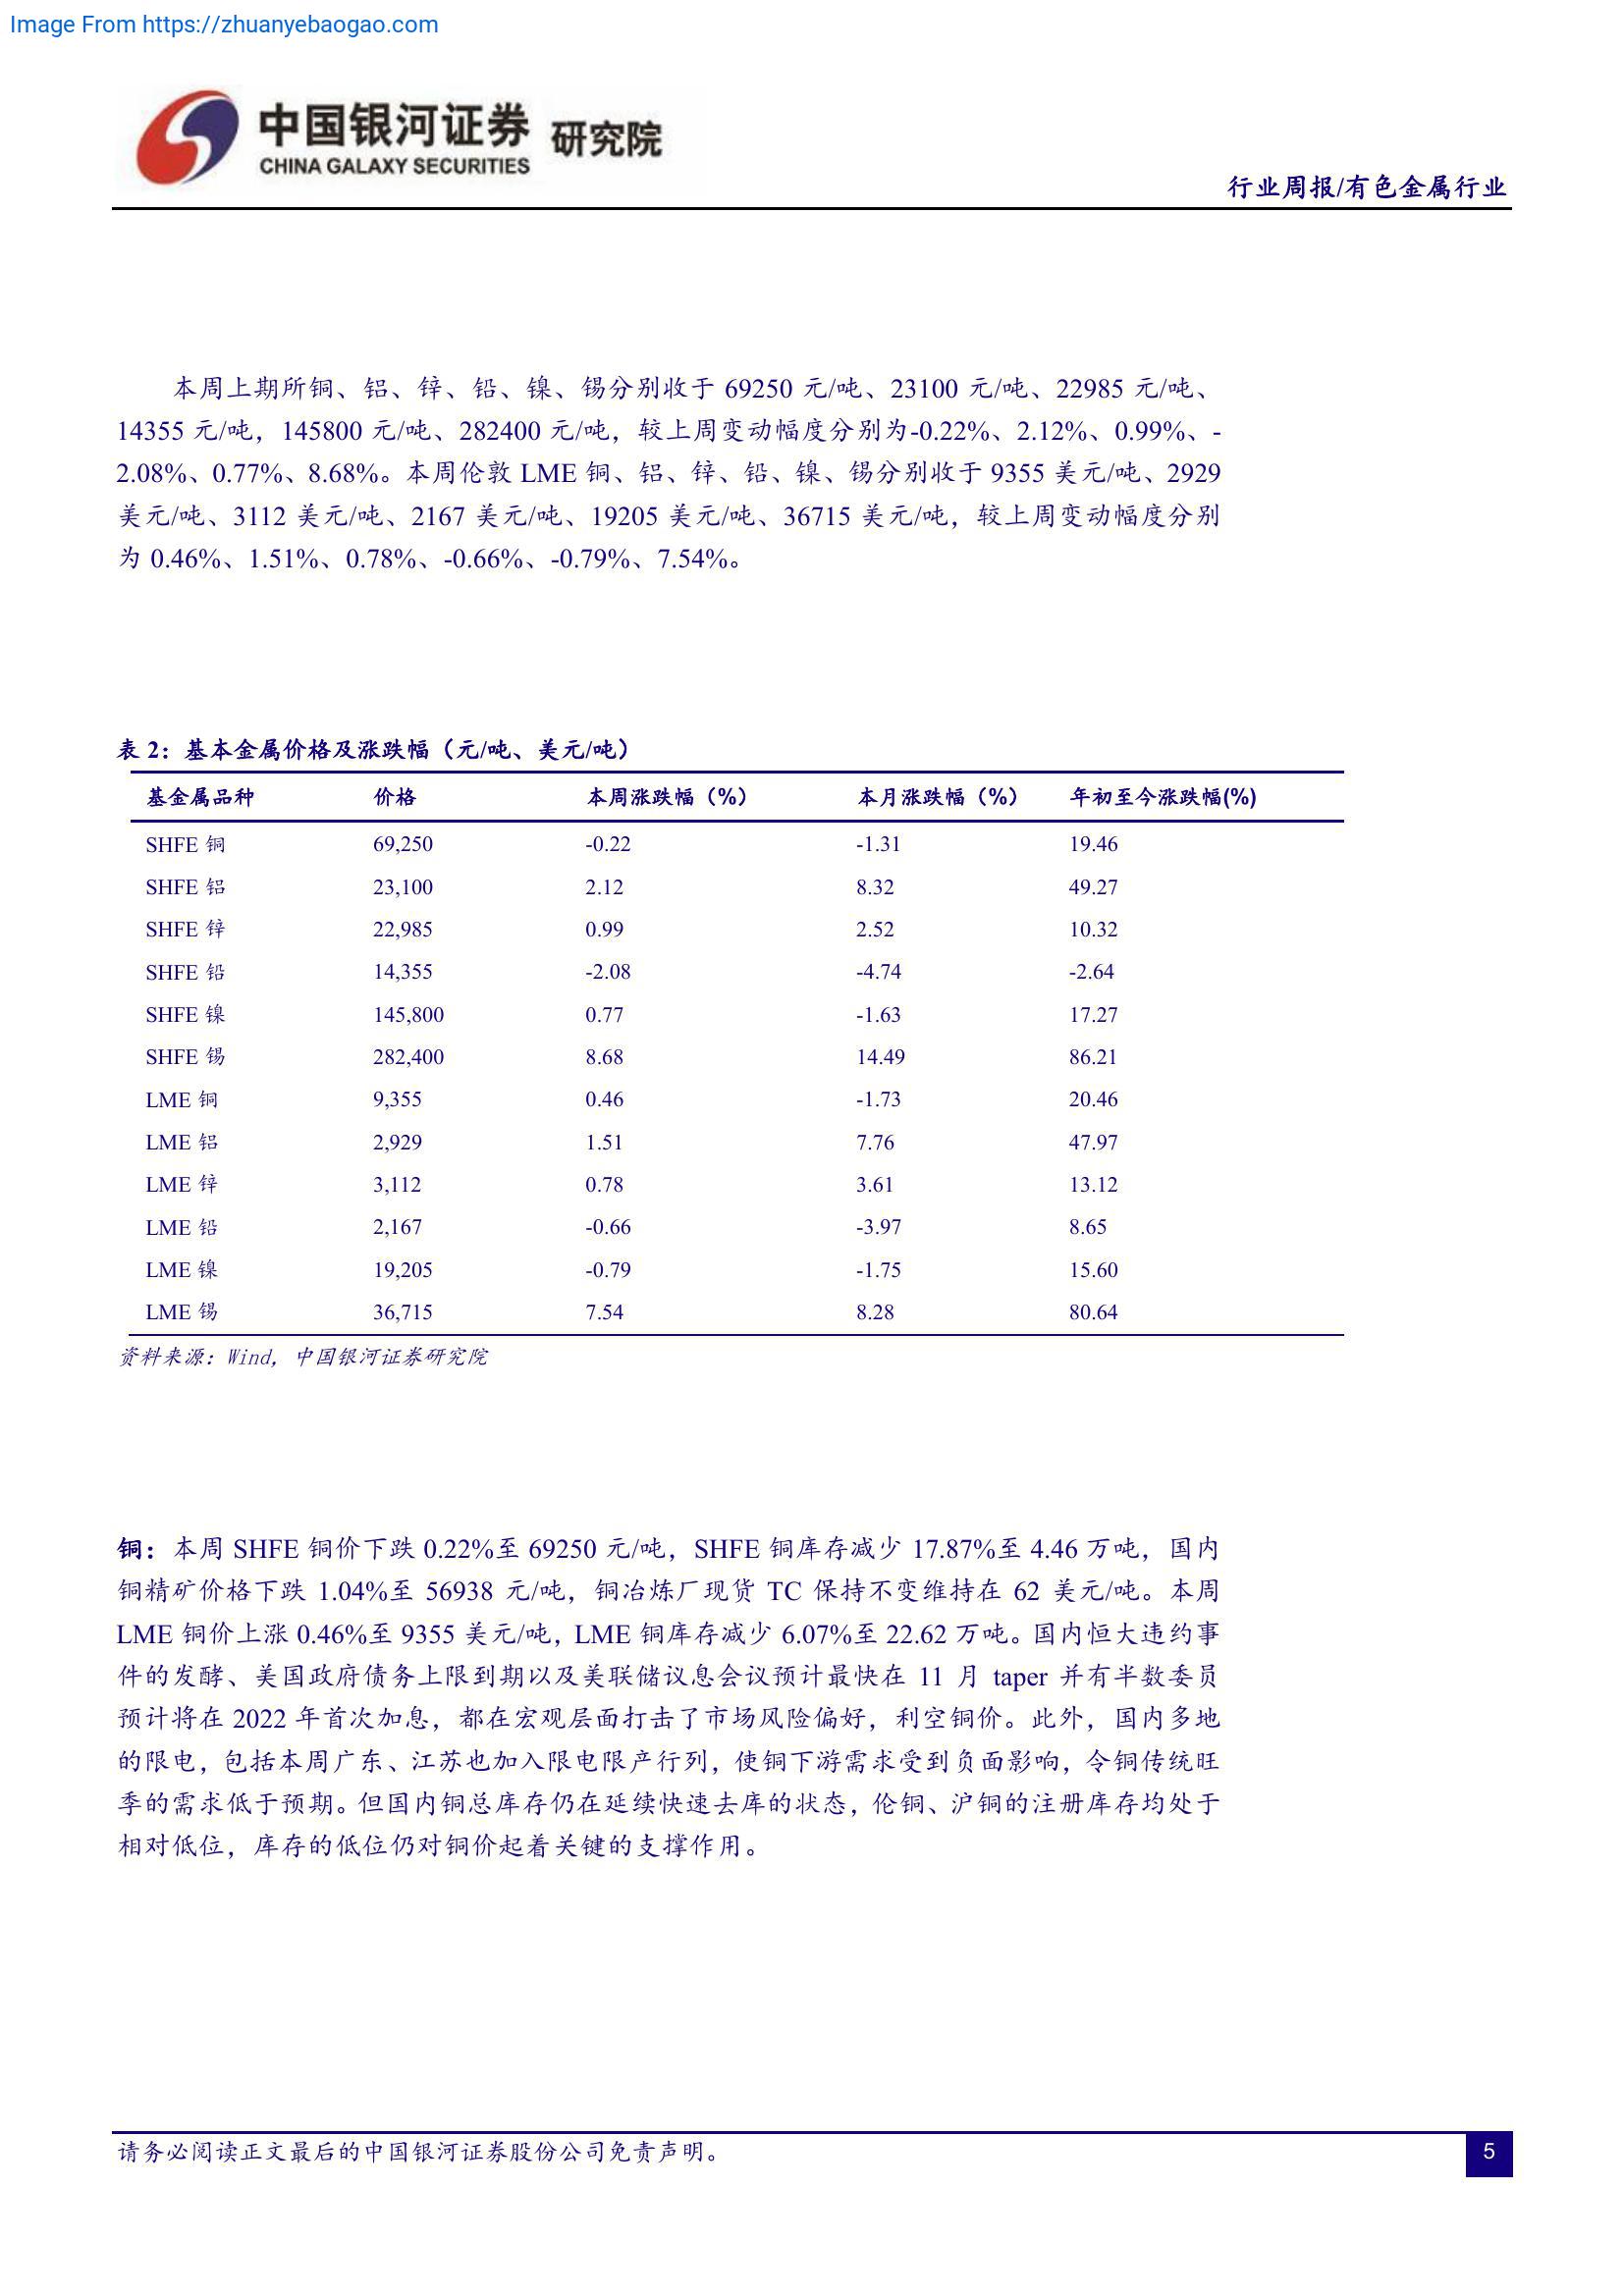 Image From https://zhuanyebaogao.com
中国银河证券 研究院
CHINA GALAXY SECURITIES
行业周报/有色金属行业
本周上期所铜、铝、锌、铅、镍、锡分别收于 69250 元/吨、23100 元/吨、22985 元/吨、
14355 元/吨，145800 元/吨、282400 元/吨，较上周变动幅度分别为-0.22%、2.12%、0.99%、-
2.08%、0.77%、8.68%。本周伦敦 LME 铜、铝、锌、铅、镍、锡分别收于 9355 美元/吨、2929
美元/吨、3112 美元/吨、2167 美元/吨、19205 美元/吨、36715 美元/吨，较上周变动幅度分别
为 0.46%、1.51%、0.78%、-0.66%、-0.79%、7.54%。
表 2：基本金属价格及涨跌幅（元/吨、美元/吨）
基金属品种 价格 本周涨跌幅（%） 本月涨跌幅（%） 年初至今涨跌幅(%)
SHFE 铜 69,250 -0.22 -1.31 19.46
SHFE 铝 23,100 2.12 8.32 49.27
SHFE 锌 22,985 0.99 2.52 10.32
SHFE 铅 14,355 -2.08 -4.74 -2.64
SHFE 镍 145,800 0.77 -1.63 17.27
SHFE 锡 282,400 8.68 14.49 86.21
LME 铜 9,355 0.46 -1.73 20.46
LME 铝 2,929 1.51 7.76 47.97
LME 锌 3,112 0.78 3.61 13.12
LME 铅 2,167 -0.66 -3.97 8.65
LME 镍 19,205 -0.79 -1.75 15.60
LME 锡 36,715 7.54 8.28 80.64
资料来源：Wind，中国银河证券研究院
铜：本周 SHFE 铜价下跌 0.22%至 69250 元/吨，SHFE 铜库存减少 17.87%至 4.46 万吨，国内
铜精矿价格下跌 1.04%至 56938 元/吨，铜冶炼厂现货 TC 保持不变维持在 62 美元/吨。本周
LME 铜价上涨 0.46%至 9355 美元/吨，LME 铜库存减少 6.07%至 22.62 万吨。国内恒大违约事
件的发酵、美国政府债务上限到期以及美联储议息会议预计最快在 11 月 taper 并有半数委员
预计将在 2022 年首次加息，都在宏观层面打击了市场风险偏好，利空铜价。此外，国内多地
的限电，包括本周广东、江苏也加入限电限产行列，使铜下游需求受到负面影响，令铜传统旺
季的需求低于预期。但国内铜总库存仍在延续快速去库的状态，伦铜、沪铜的注册库存均处于
相对低位，库存的低位仍对铜价起着关键的支撑作用。
请务必阅读正文最后的中国银河证券股份公司免责声明。
5